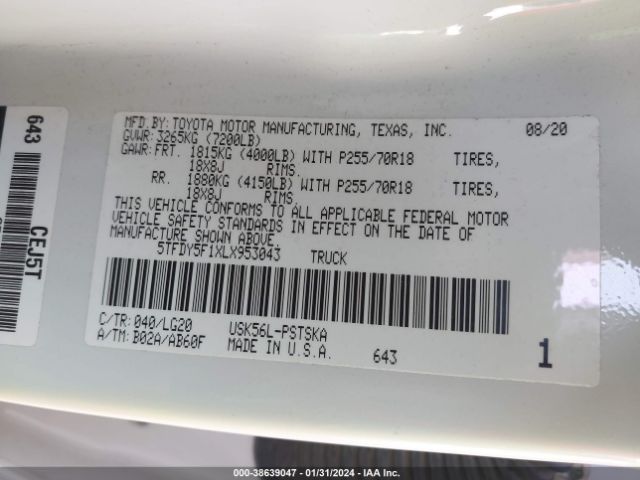 MFD.BY: TOYOTA MOTOR MANUFACTURING, TEXAS, INC. 08/20
GVWR: 3265KG (7200LB)
GAWR: FRT. 1815KG (4000LB) WITH P255/70R18 TIRES,
18X8J RIMS.
RR. 1880KG (4150LB) WITH P255/70R18 TIRES,
18X8J RIMS.
THIS VEHICLE CONFORMS TO ALL APPLICABLE FEDERAL MOTOR
VEHICLE SAFETY STANDARDS IN EFFECT ON THE DATE OF
MANUFACTURE SHOWN ABOVE.
5TFDY5F1XLX953043 TRUCK
C/TR: 040/LG20 USK56L-PSTSKA
A/TM: B02A/AB60F MADE IN U.S.A. 643 1
643
CEJ5T
000-38639047 - 01/31/2024 - IAA Inc.